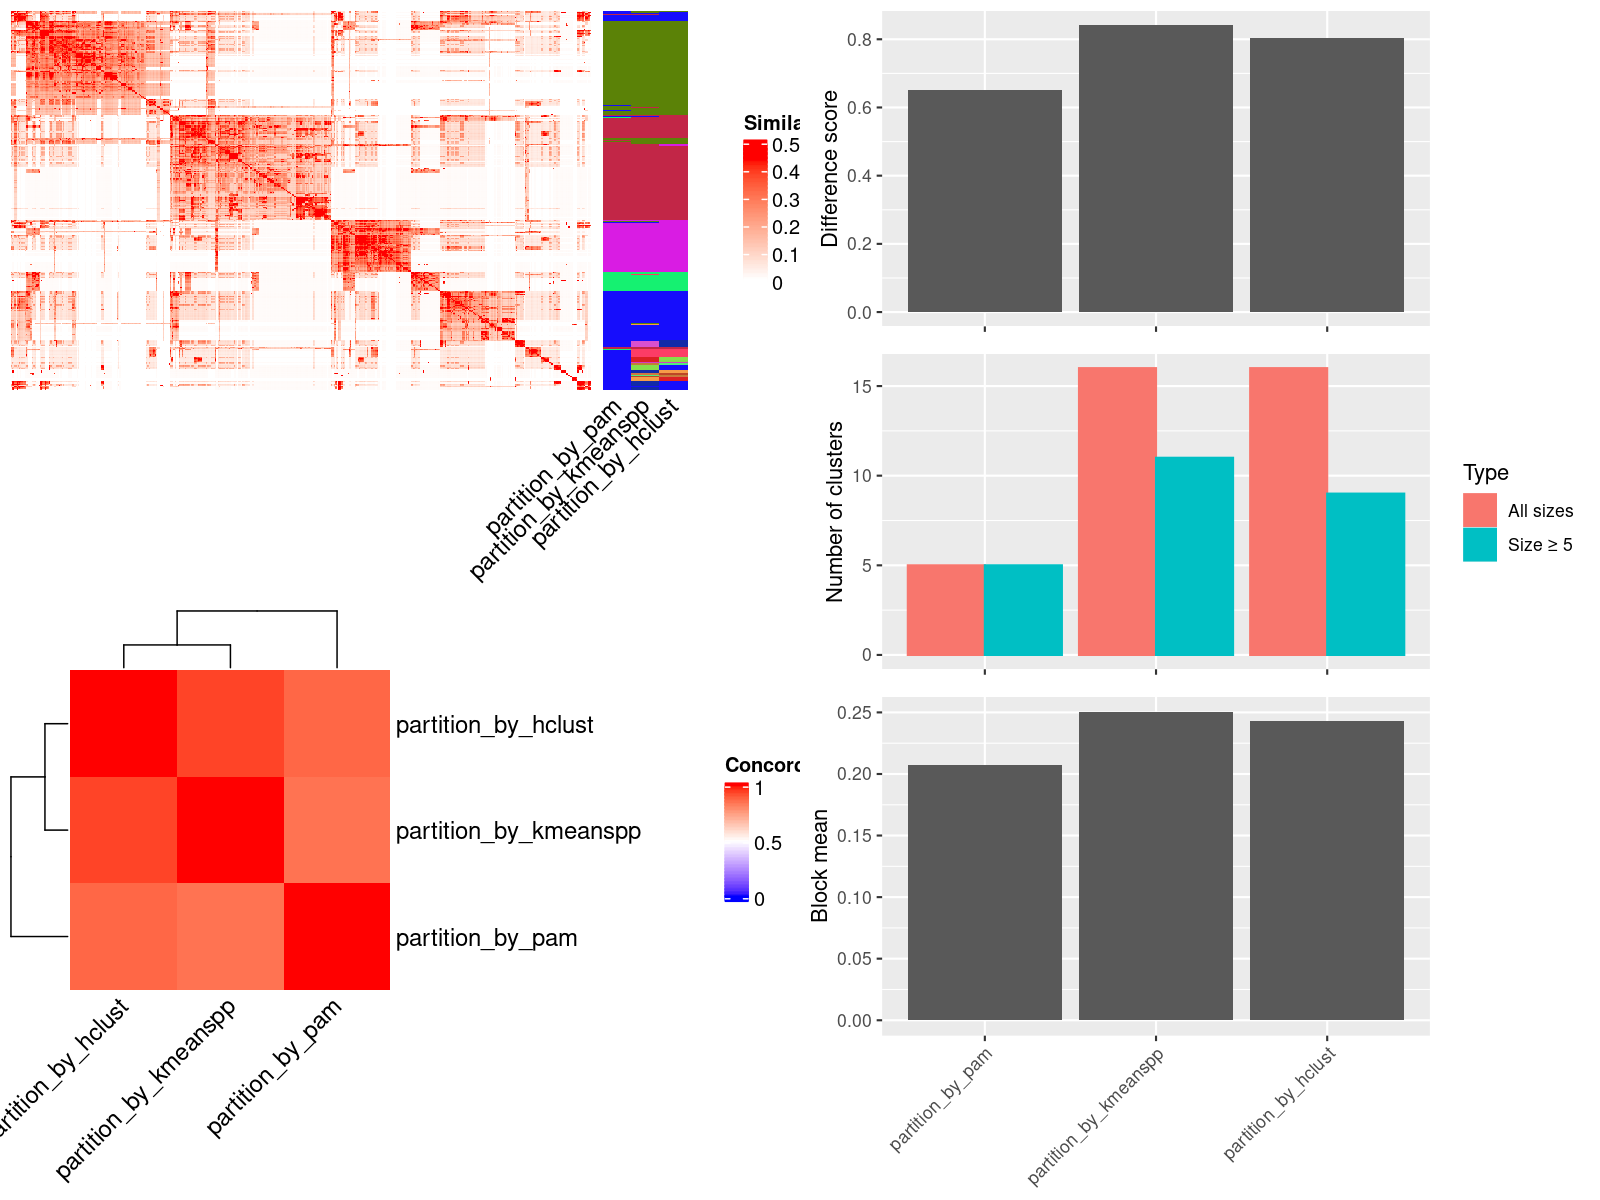 Simila
0.5
0.4
0.3
0.2
0.1
0
partition_by_pam
partition_by_kmeanspp
partition_by_hclust
partition_by_hclust
partition_by_kmeanspp
partition_by_pam
artition_by_hclust
partition_by_kmeanspp
partition_by_pam
Concor
1
0.5
0
Difference score
0.8
0.6
0.4
0.2
0.0
Number of clusters
15
10
5
0
Type
All sizes
Size ≥ 5
Block mean
0.25
0.20
0.15
0.10
0.05
0.00
partition_by_pam
partition_by_kmeanspp
partition_by_hclust